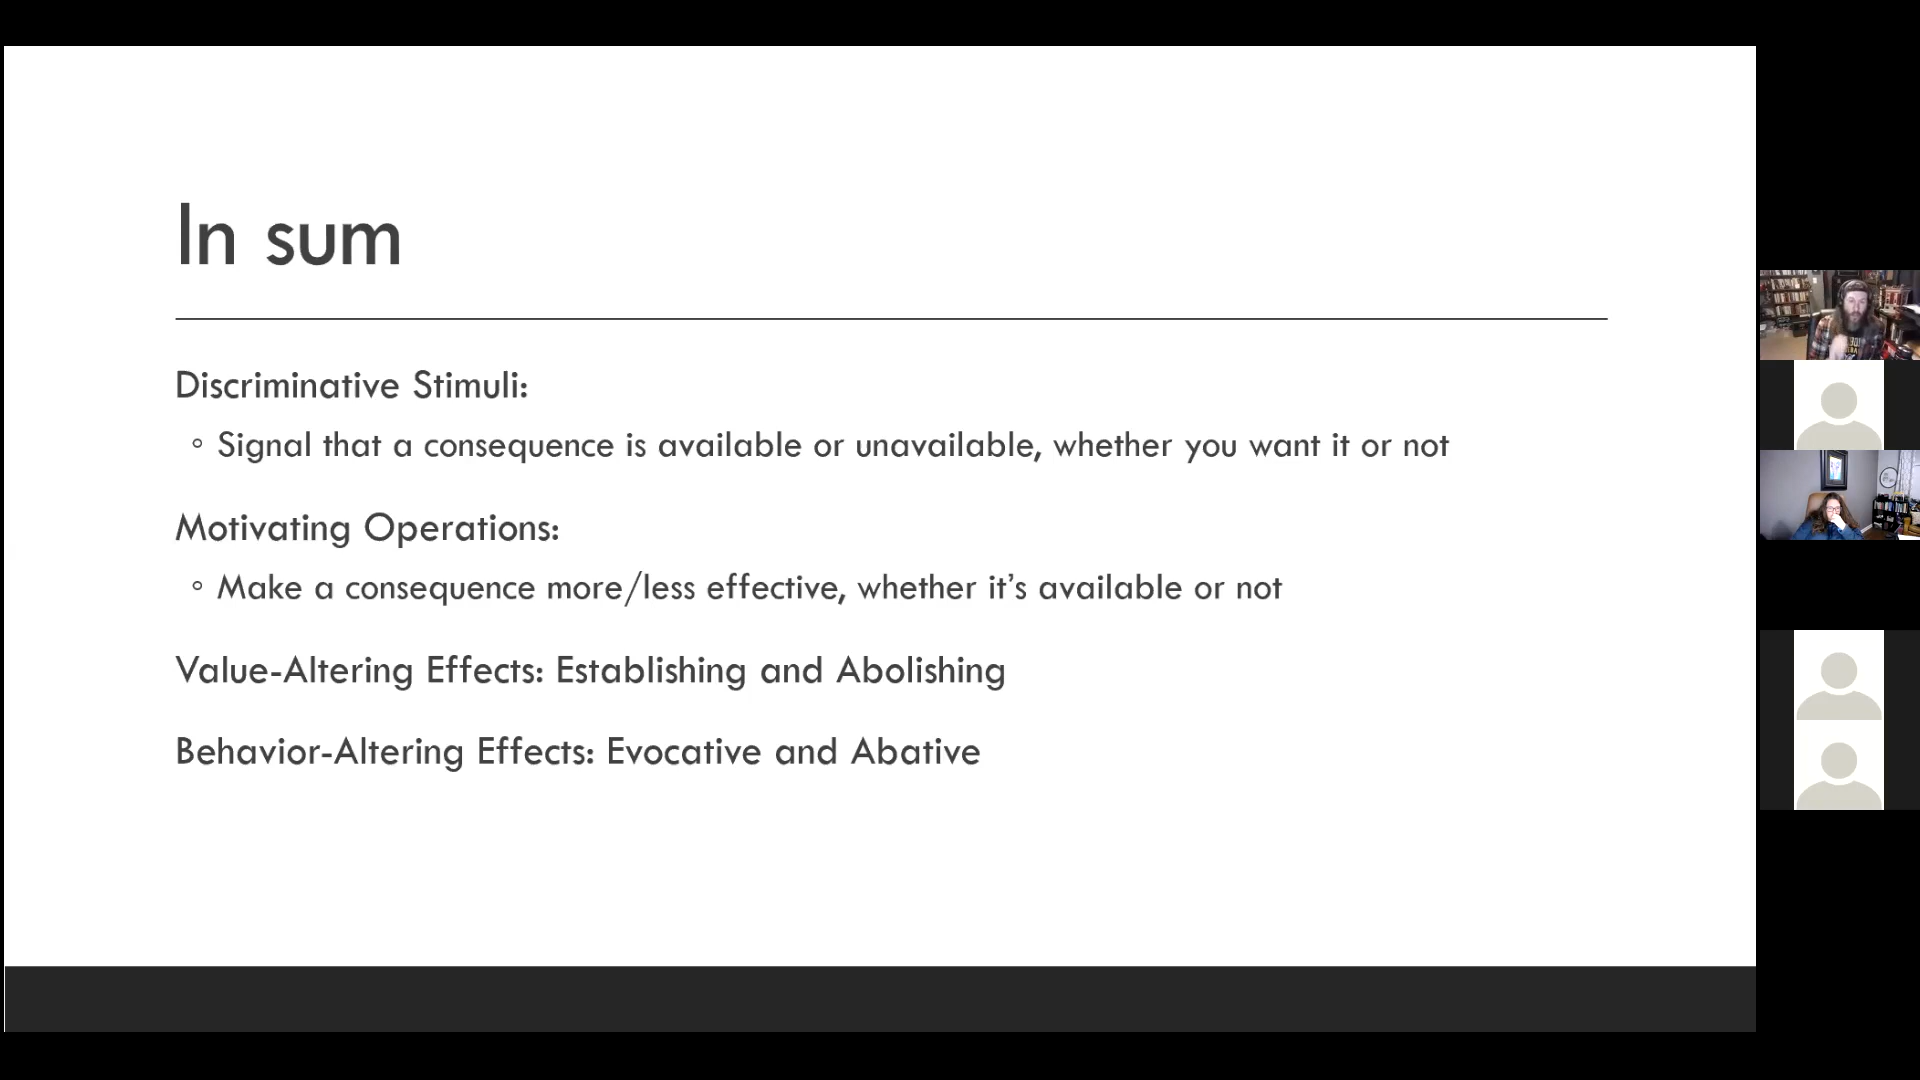 In sum
Discriminative Stimuli:
◦ Signal that a consequence is available or unavailable, whether you want it or not
Motivating Operations:
◦ Make a consequence more/less effective, whether it’s available or not
Value-Altering Effects: Establishing and Abolishing
Behavior-Altering Effects: Evocative and Abative